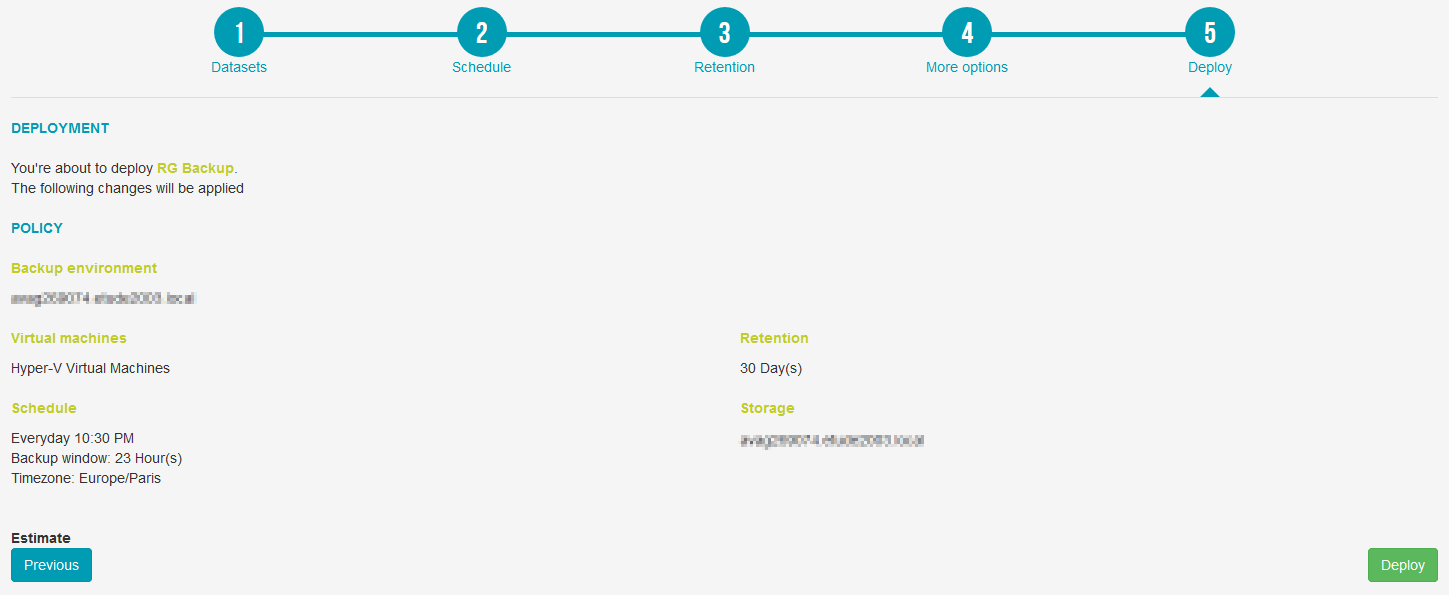 1
2
3
4
5
Datasets
Schedule
Retention
More options
Deploy
DEPLOYMENT
You're about to deploy RG Backup.
The following changes will be applied
POLICY
Backup environment
Virtual machines
Hyper-V Virtual Machines
Retention
30 Day(s)
Schedule
Everyday 10:30 PM
Backup window: 23 Hour(s)
Timezone: Europe/Paris
Storage
Estimate
Previous
Deploy